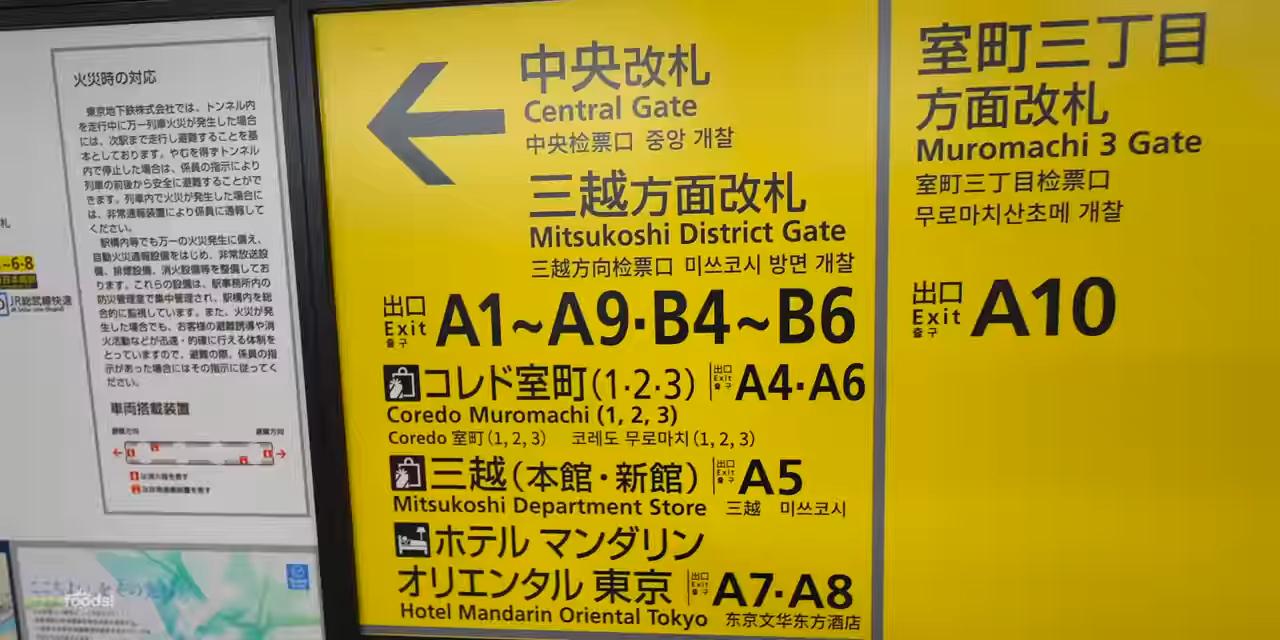 火災時の対応
東京地下鉄株式会社では、トンネル内
を走行中に万一列車火災が発生した場合
には、次駅まで走行し避難することを基
本としております。やむを得ずトンネル
内で停止した場合は、係員の指示により
列車の前後から安全に避難することがで
きます。列車内で火災が発生した場合に
は、非常通報装置により係員に通報して
ください。
駅構内等でも万一の火災発生に備え、
自動火災通報設備をはじめ、非常放送設
備、排煙設備、消火設備等を整備してお
ります。これらの設備は、駅事務所内の
防災管理室で集中管理され、駅構内を総
合的に監視しています。また、火災が発
生した場合でも、お客様の避難誘導や消
火活動などが迅速・的確に行える体制を
とっていますので、避難の際、係員の指
示があった場合にはその指示に従ってく
ださい。
車両搭載装置
避難方向 避難方向
札
~6・8
JR総武線快速
foods!
中央改札
Central Gate
中央检票口 중앙 개찰
三越方面改札
Mitsukoshi District Gate
三越方向检票口 미쓰코시 방면 개찰
出口
Exit
출구
A1~A9・B4~B6
コレド室町(1・2・3) 出口 Exit 출구 A4・A6
Coredo Muromachi (1, 2, 3)
Coredo 室町(1, 2, 3) 코레도 무로마치(1, 2, 3)
三越(本館・新館) 出口 Exit 출구 A5
Mitsukoshi Department Store 三越 미쓰코시
ホテル マンダリン
オリエンタル 東京 出口 Exit 출구 A7・A8
Hotel Mandarin Oriental Tokyo 东京文华东方酒店
室町三丁目
方面改札
Muromachi 3 Gate
室町三丁目检票口
무로마치산초메 개찰
出口
Exit
출구
A10